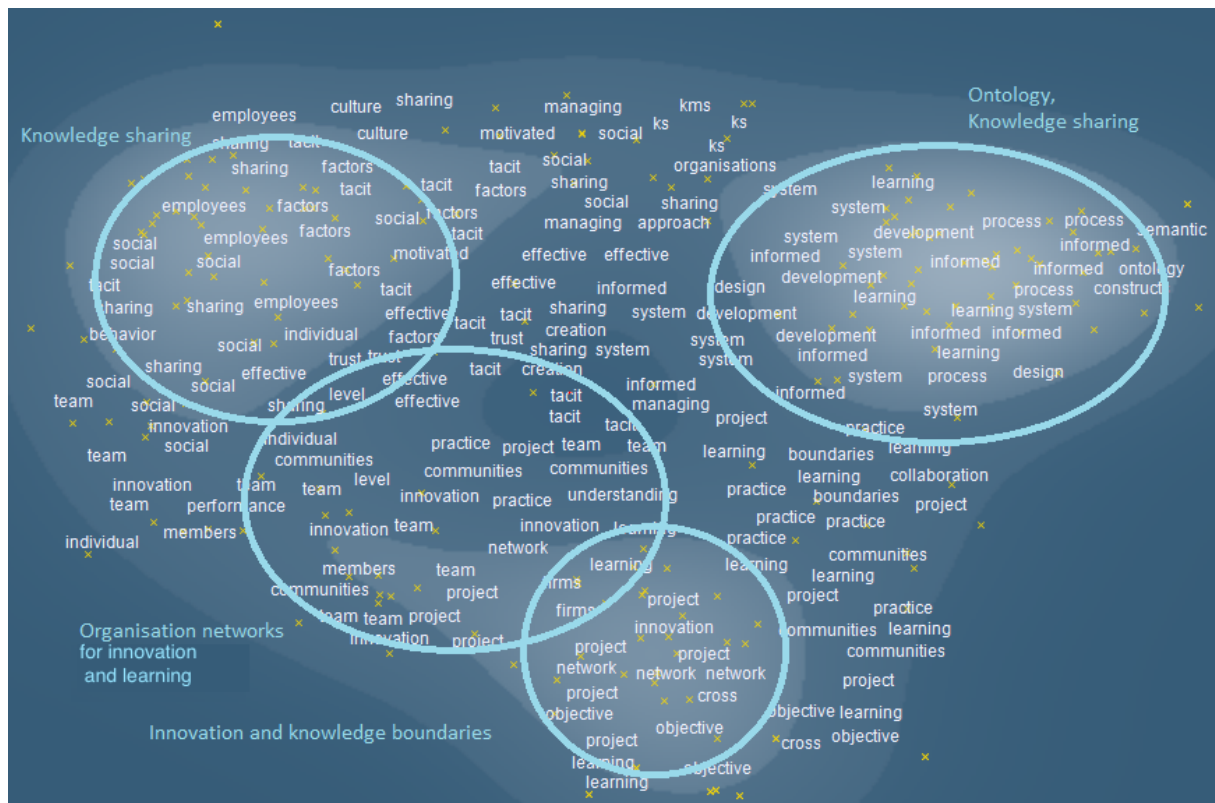 employees culture sharing managing kms
Ontology,
Knowledge sharing
Knowledge sharing
culture motivated social ks ks
sharing tacit ks
sharing factors tacit social organisations
employees factors tacit tacit factors sharing system learning
social sharing system
social factors managing approach process process
employees factors tacit development semantic
social system informed
social social motivated effective effective informed system informed
factors development informed informed ontology
tacit employees tacit effective informed design learning process construct
sharing sharing effective tacit sharing system development learning system
behavior individual factors tacit trust creation system development informed informed
social trust trust sharing system system informed learning
sharing effective effective tacit creation informed system process design
social social level effective tacit managing informed system
team social sharing tacit project
innovation tacit practice
social individual practice project team team learning boundaries learning
team communities communities communities learning collaboration
innovation team team level innovation practice understanding practice boundaries project
team performance
members innovation team innovation learning practice practice
individual network practice
communities
members team learning learning learning
communities project firms project project
team team project firms practice
innovation project innovation communities learning
Organisation networks
for innovation
and learning
project project communities
network network network project
project cross
objective objective learning
Innovation and knowledge boundaries
project objective cross objective
learning objective
learning